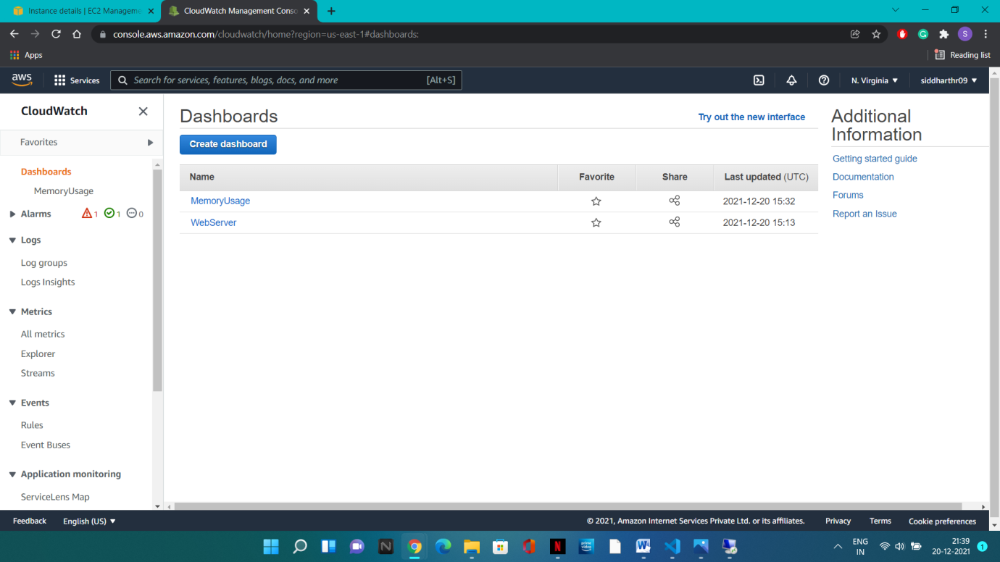 Instance details | EC2 Manageme
CloudWatch Management Conso
console.aws.amazon.com/cloudwatch/home?region=us-east-1#dashboards:
S
Apps
Reading list
aws
Services
Search for services, features, blogs, docs, and more
[Alt+S]
N. Virginia
siddharthr09
CloudWatch
Favorites
Dashboards
MemoryUsage
Alarms 1 1 0
Logs
Log groups
Logs Insights
Metrics
All metrics
Explorer
Streams
Events
Rules
Event Buses
Application monitoring
ServiceLens Map
Dashboards
Try out the new interface
Create dashboard
Name Favorite Share Last updated (UTC)
MemoryUsage 2021-12-20 15:32
WebServer 2021-12-20 15:13
Additional
Information
Getting started guide
Documentation
Forums
Report an Issue
Feedback
English (US)
© 2021, Amazon Internet Services Private Ltd. or its affiliates.
Privacy
Terms
Cookie preferences
N
N
prime video
W
ENG
IN
21:39
20-12-2021
1